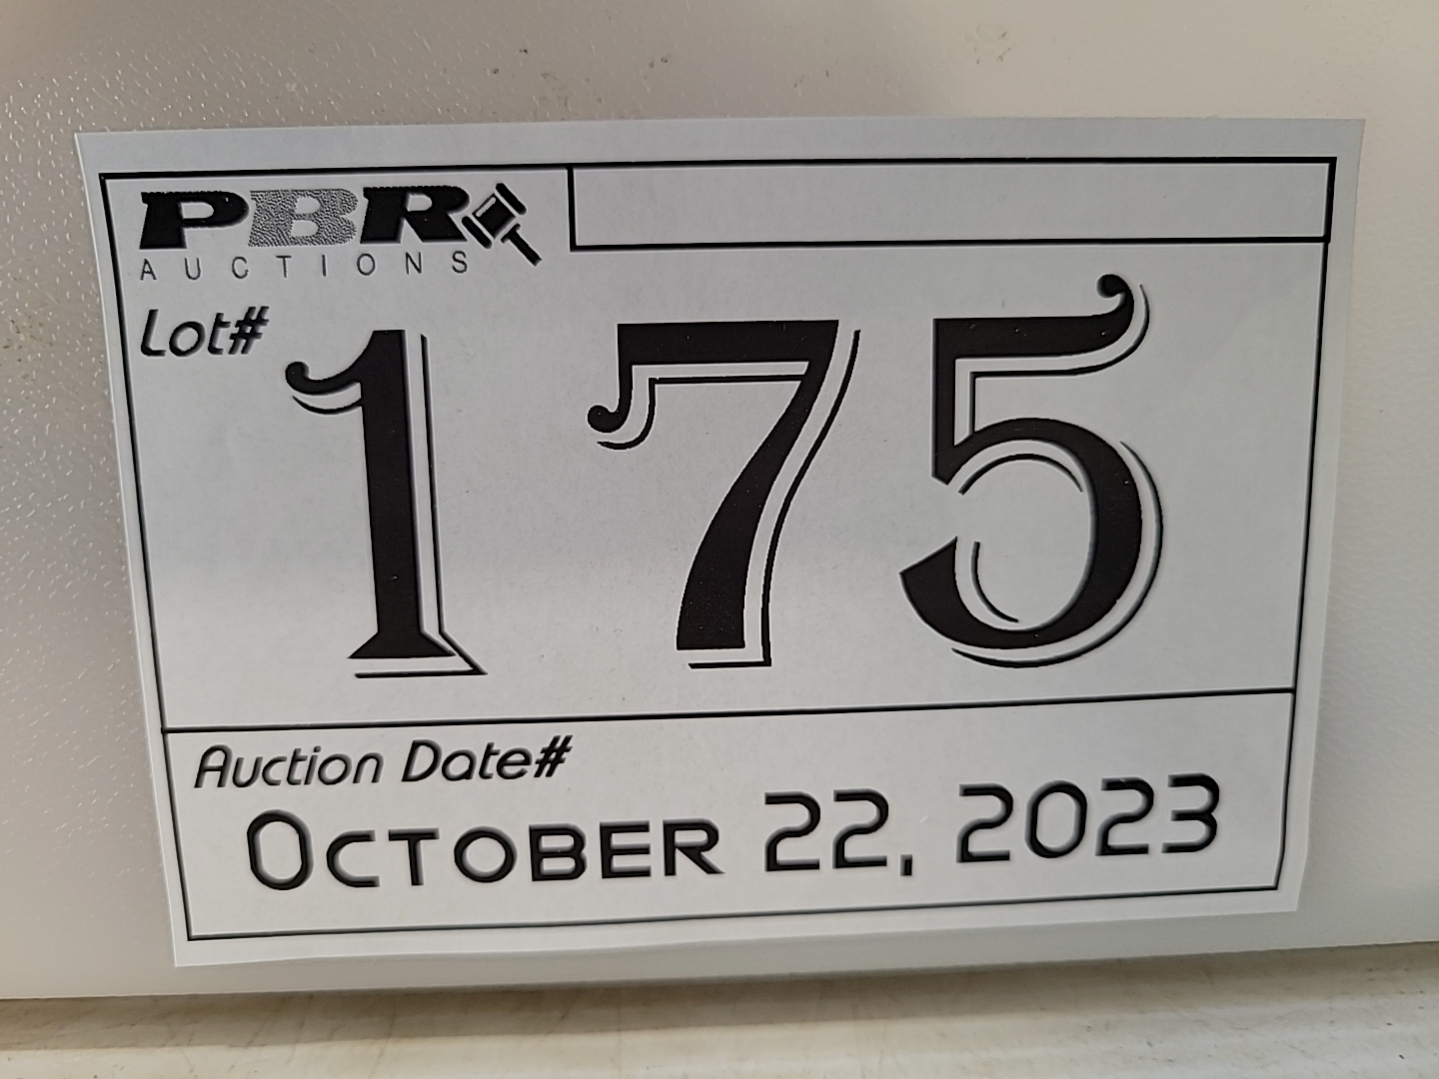 PBR
AUCTIONS
Lot#
175
Auction Date#
October 22, 2023